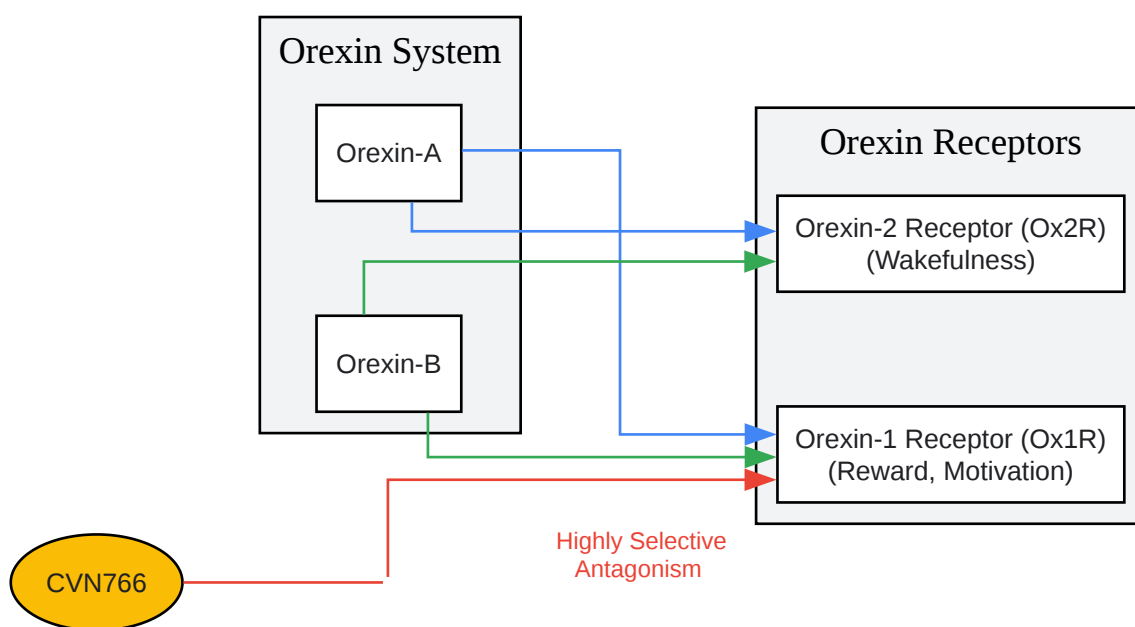 Orexin System
Orexin-A
Orexin-B
Orexin Receptors
Orexin-2 Receptor (Ox2R)
(Wakefulness)
Orexin-1 Receptor (Ox1R)
(Reward, Motivation)
Highly Selective
Antagonism
CVN766